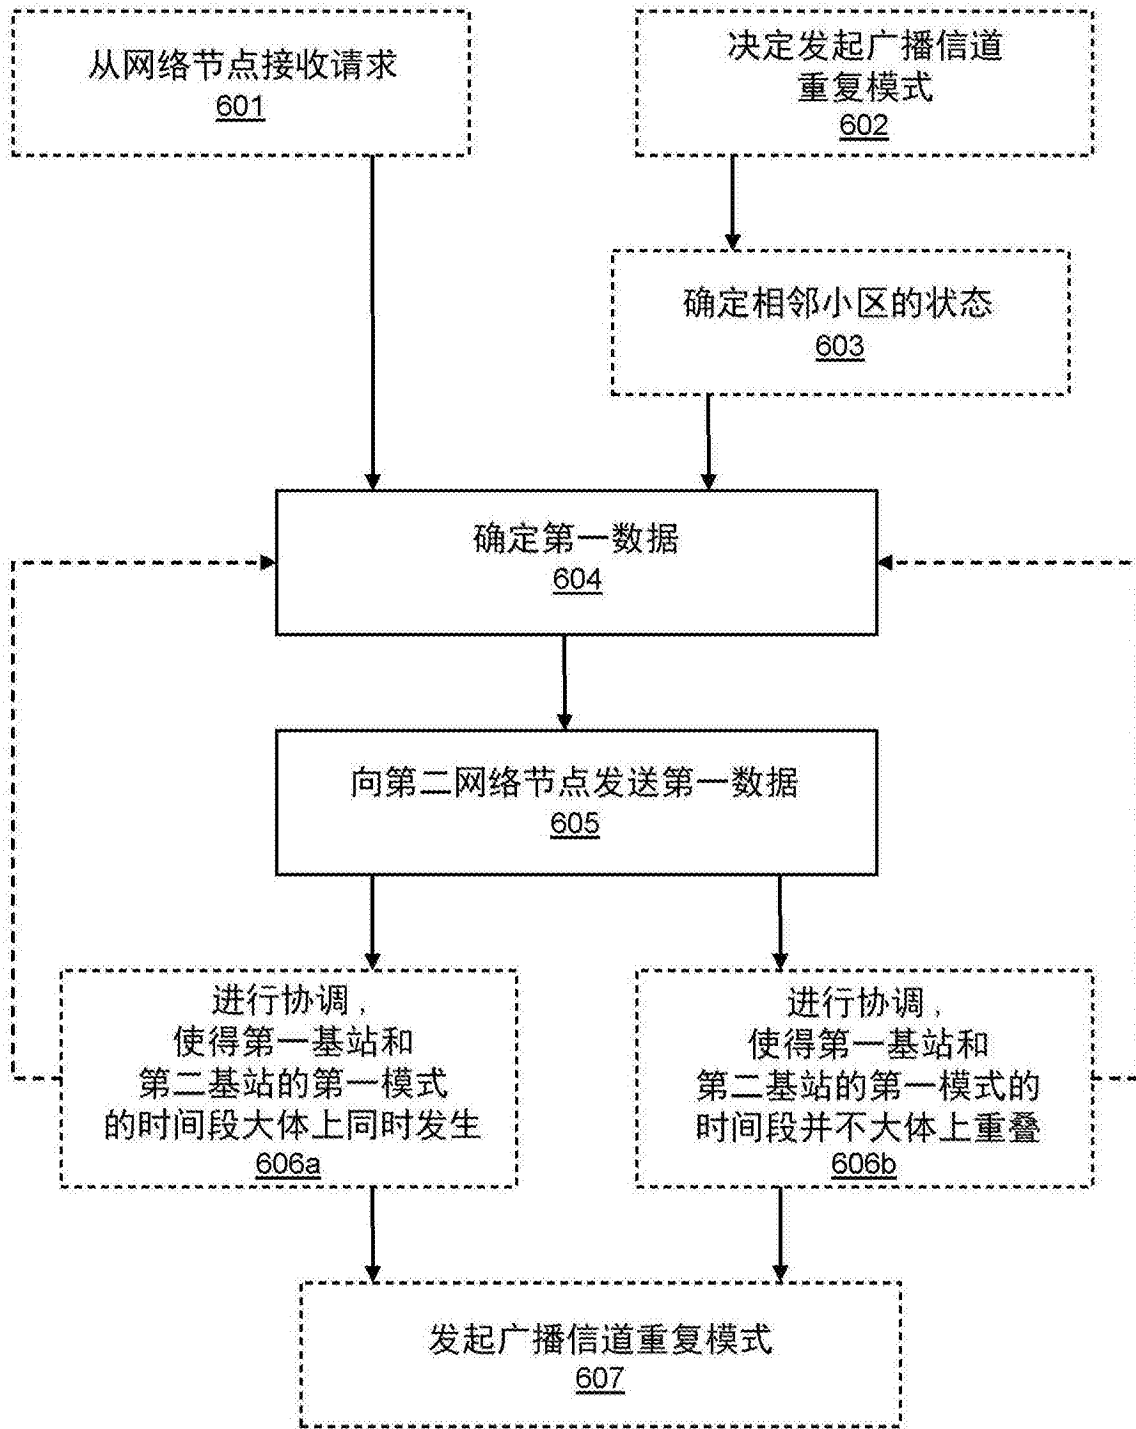 从网络节点接收请求
601
决定发起广播信道
重复模式
602
确定相邻小区的状态
603
确定第一数据
604
向第二网络节点发送第一数据
605
进行协调,
使得第一基站和
第二基站的第一模式
的时间段大体上同时发生
606a
进行协调,
使得第一基站和
第二基站的第一模式的
时间段并不大体上重叠
606b
发起广播信道重复模式
607